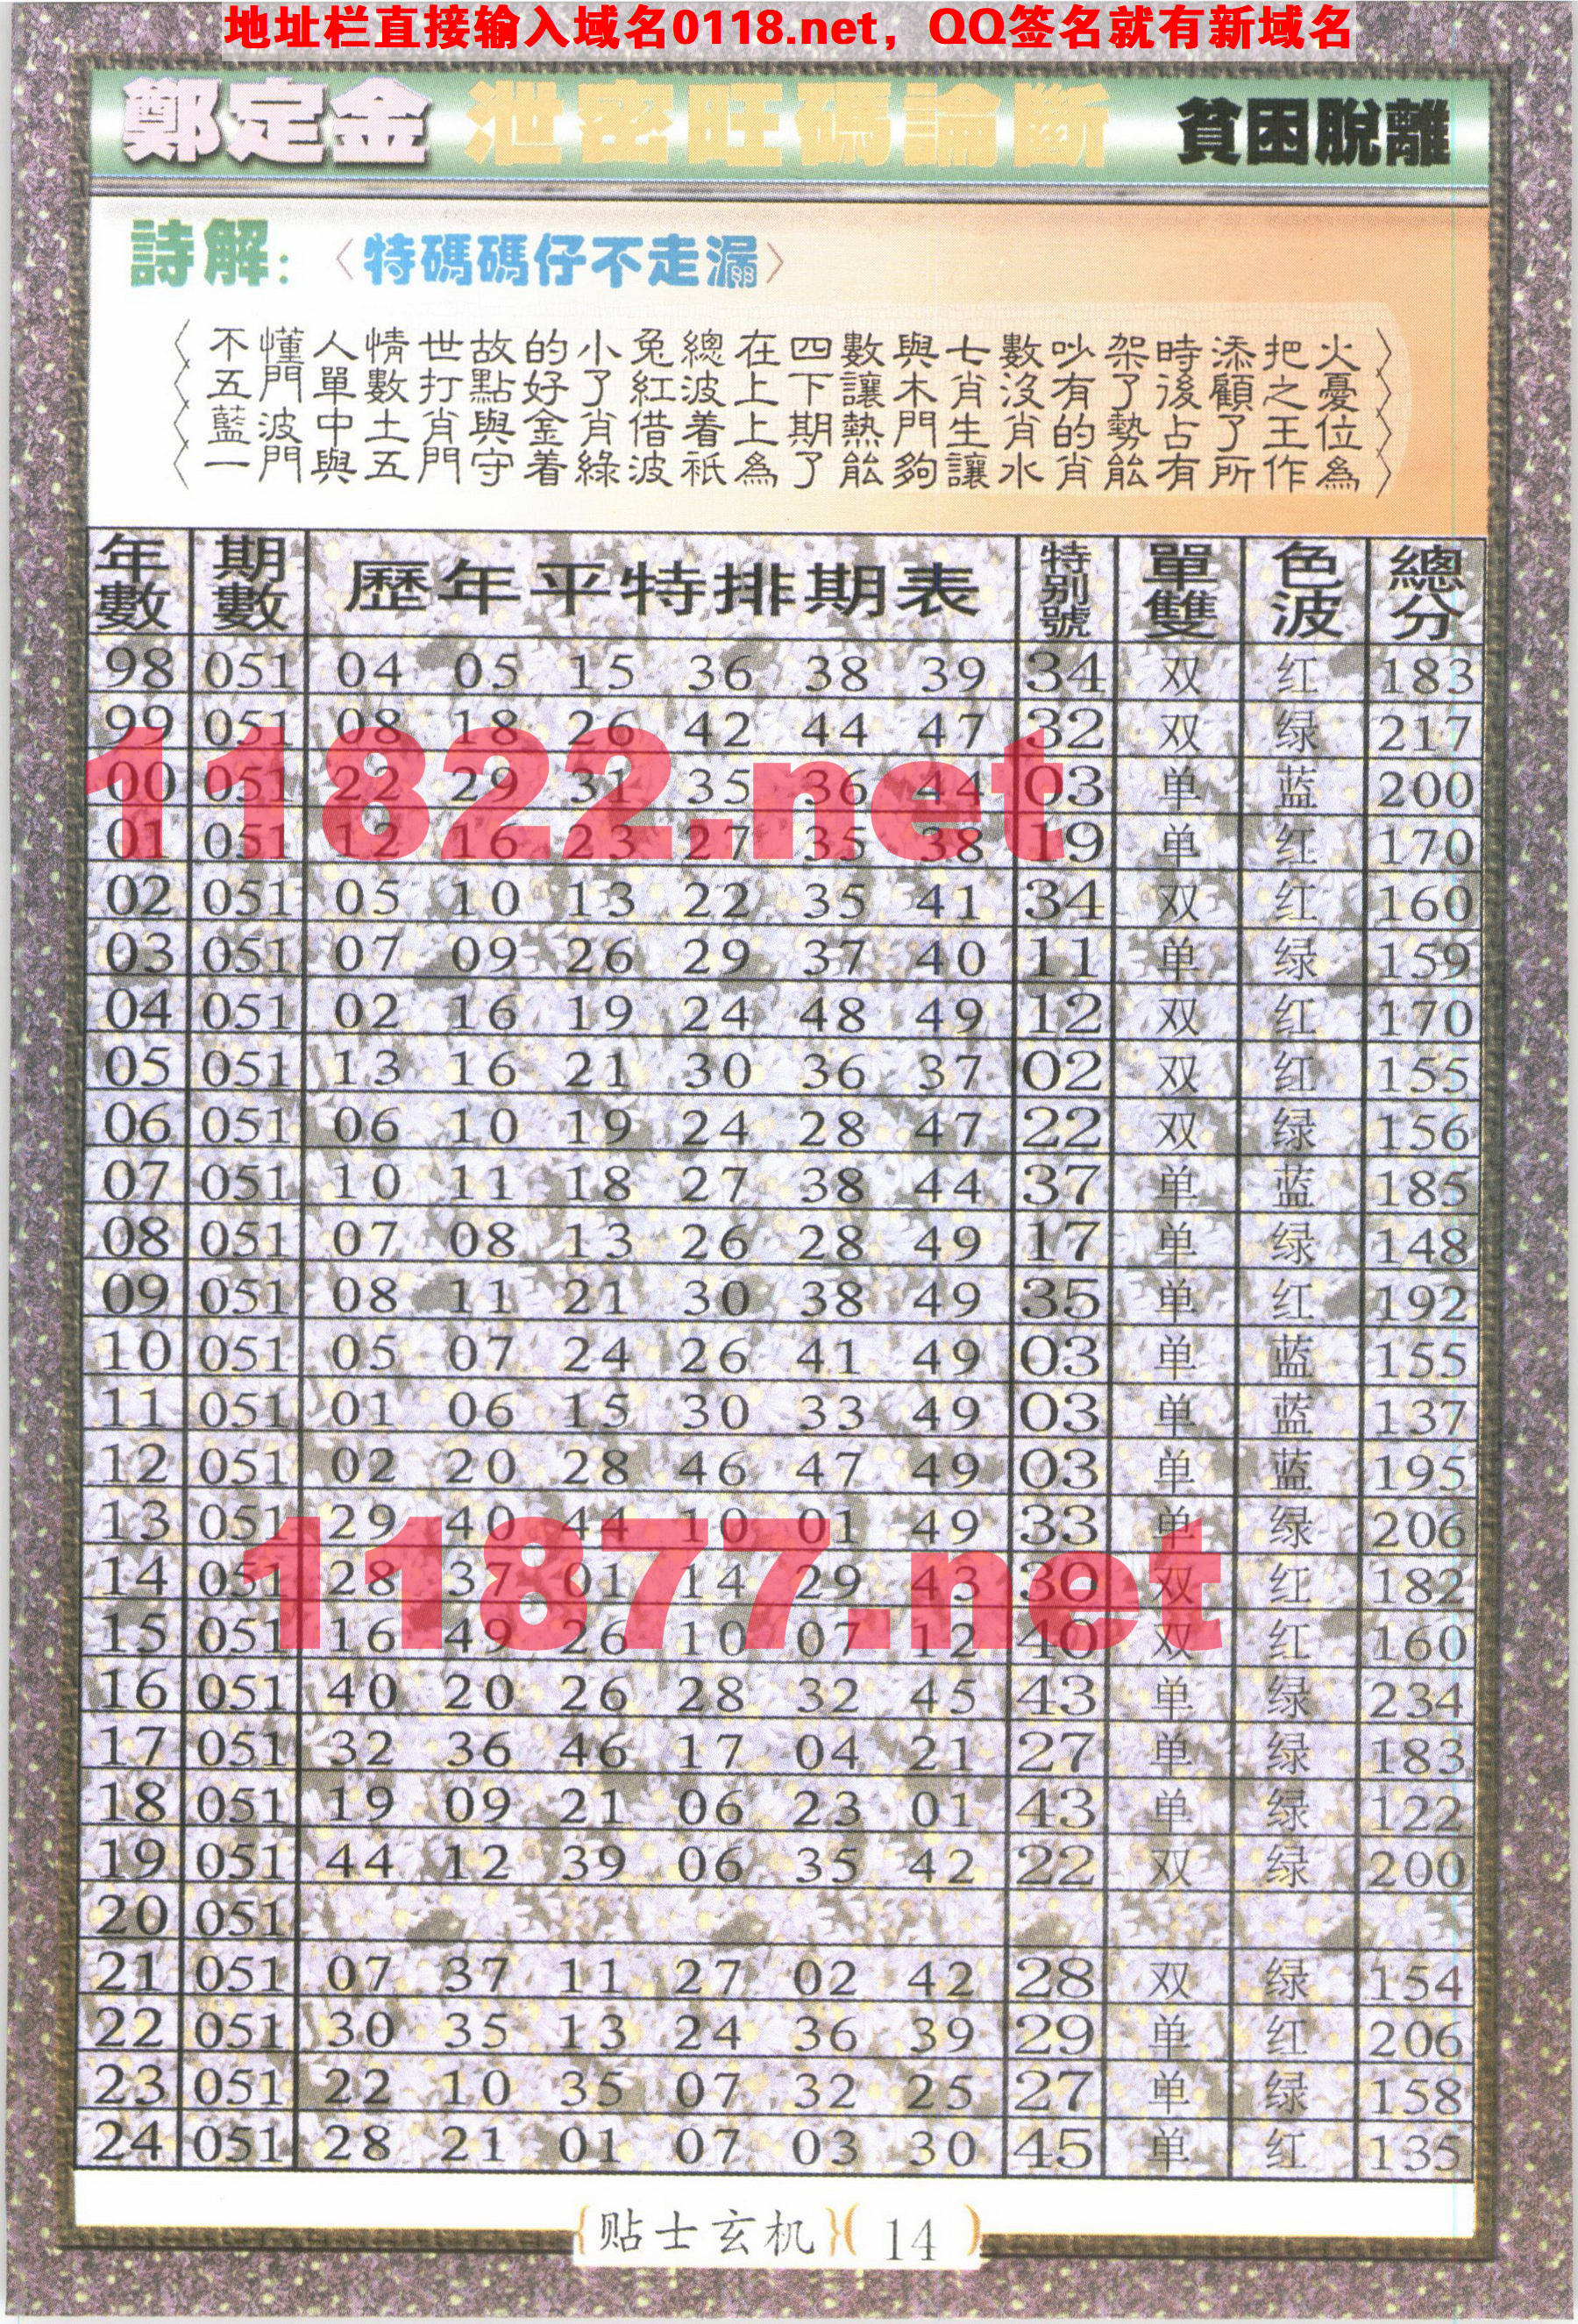 地址栏直接输入域名0118.net，QQ签名就有新域名
鄭定金 泄密旺碼論斷 貧困脫離
詩解：〈特碼碼仔不走漏〉
〈不懂人情世故的小兔總在四數與七數吵架時添把火〉
〈五門單數打點好了紅波上下讓木肖沒有了後顧之憂〉
〈藍波中土肖與金肖借着上期熱門生肖的勢占了王位〉
〈一門與五門守着綠波祇為了能夠讓水肖能有所作為〉
年數 期數 歷年平特排期表 特别號 單雙 色波 總分
98 051 04 05 15 36 38 39 34 双 红 183
99 051 08 18 26 42 44 47 32 双 绿 217
00 051 22 29 31 35 36 44 03 单 蓝 200
01 051 12 16 23 27 35 38 19 单 红 170
11822.net
02 051 05 10 13 22 35 41 34 双 红 160
03 051 07 09 26 29 37 40 11 单 绿 159
04 051 02 16 19 24 48 49 12 双 红 170
05 051 13 16 21 30 36 37 02 双 红 155
06 051 06 10 19 24 28 47 22 双 绿 156
07 051 10 11 18 27 38 44 37 单 蓝 185
08 051 07 08 13 26 28 49 17 单 绿 148
09 051 08 11 21 30 38 49 35 单 红 192
10 051 05 07 24 26 41 49 03 单 蓝 155
11 051 01 06 15 30 33 49 03 单 蓝 137
12 051 02 20 28 46 47 49 03 单 蓝 195
13 051 29 40 44 10 01 49 33 单 绿 206
14 051 28 37 01 14 29 43 30 双 红 182
11877.net
15 051 16 49 26 10 07 12 40 双 红 160
16 051 40 20 26 28 32 45 43 单 绿 234
17 051 32 36 46 17 04 21 27 单 绿 183
18 051 19 09 21 06 23 01 43 单 绿 122
19 051 44 12 39 06 35 42 22 双 绿 200
20 051
21 051 07 37 11 27 02 42 28 双 绿 154
22 051 30 35 13 24 36 39 29 单 红 206
23 051 22 10 35 07 32 25 27 单 绿 158
24 051 28 21 01 07 03 30 45 单 红 135
{贴士玄机}(14)